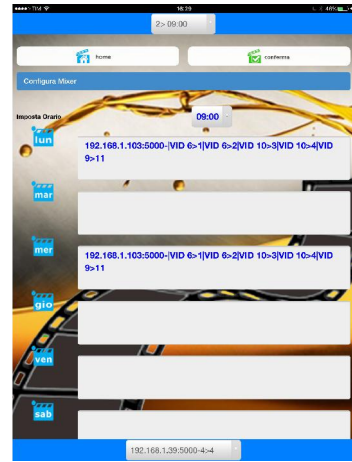 TIM 16:29 46%
2> 09:00
home conferma
Configura Mixer
Imposta Orario 09:00
lun
192.168.1.103:5000-|VID 6>1|VID 6>2|VID 10>3|VID 10>4|VID
9>11
mar
mer
192.168.1.103:5000-|VID 6>1|VID 6>2|VID 10>3|VID 10>4|VID
9>11
gio
ven
sab
192.168.1.39:5000-4>4